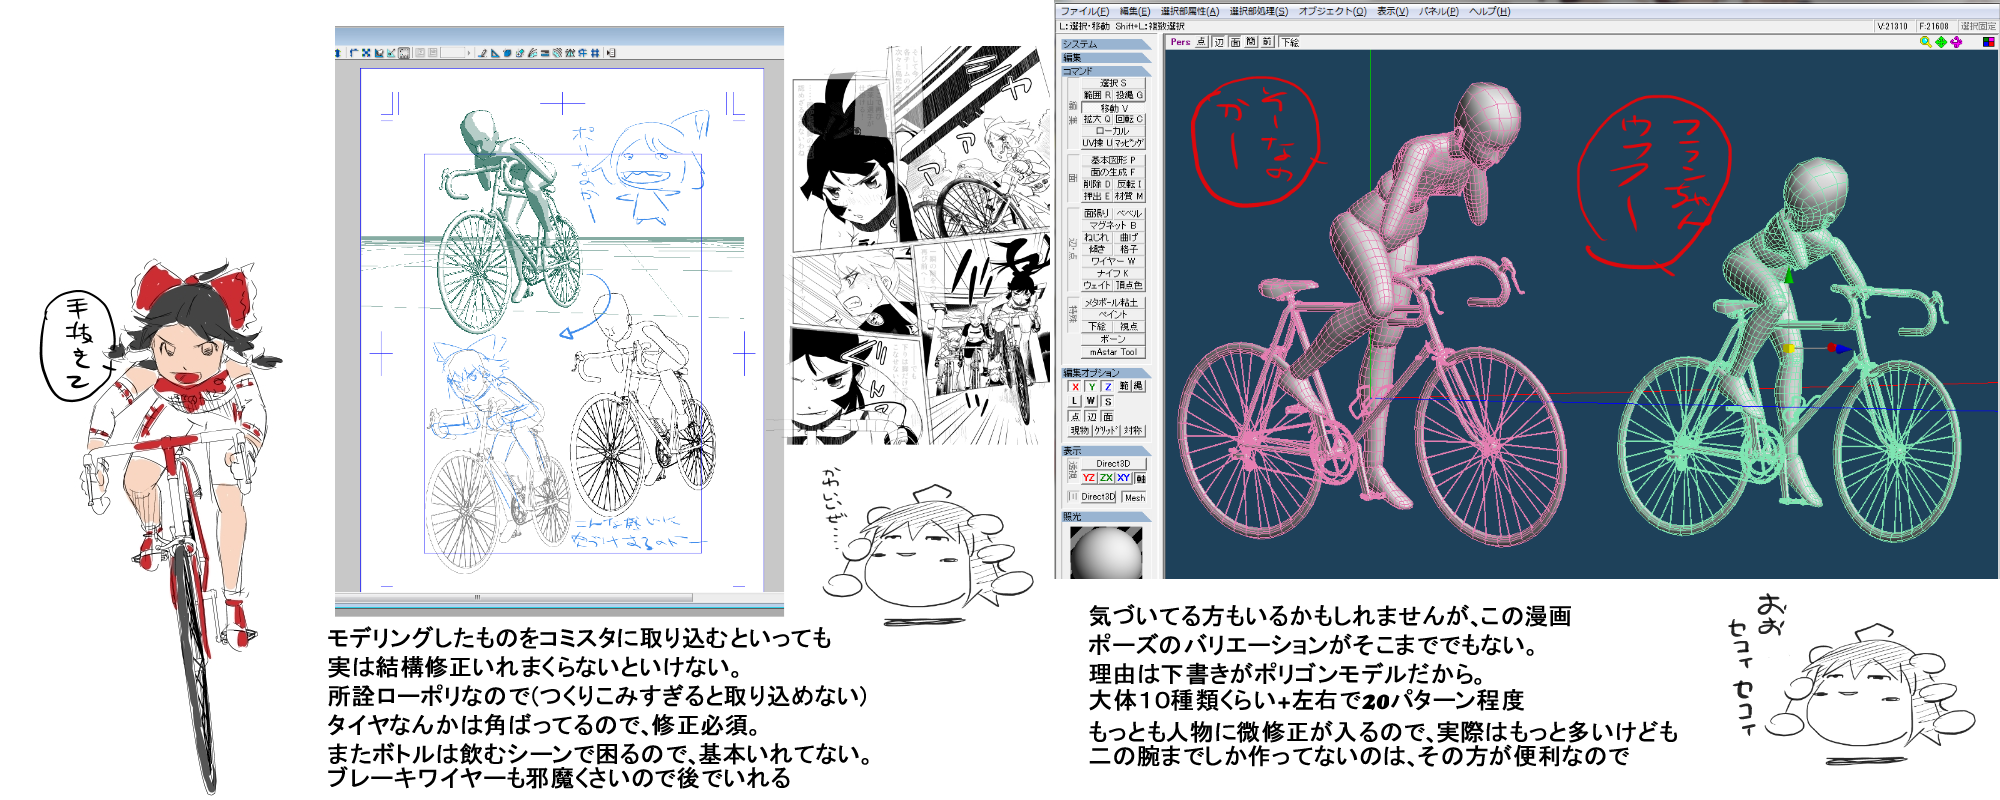 手抜きで
ポリなのかー
こんな感じに
色づけするのだー
かわいいぜ……
モデリングしたものをコミスタに取り込むといっても
実は結構修正いれまくらないといけない。
所詮ローポリなので(つくりこみすぎると取り込めない)
タイヤなんかは角ばってるので、修正必須。
またボトルは飲むシーンで困るので、基本いれてない。
ブレーキワイヤーも邪魔くさいので後でいれる
ファイル(F) 編集(E) 選択部属性(A) 選択部処理(S) オブジェクト(O) 表示(V) パネル(P) ヘルプ(H)
L:選択・移動 Shift+L:複数選択
V:21310 F:21608 選択固定
Pers 点 辺 面 簡 前 下絵
システム
編集
コマンド
選択 S
範囲 R 投縄 G
移動 V
拡大 Q 回転 C
ローカル
UV操 U マッピング
基本図形 P
面の生成 F
削除 D 反転 I
押出 E 材質 M
面張り ベベル
マグネット B
ねじれ 曲げ
傾き 格子
ワイヤー W
ナイフ K
ウェイト 頂点色
メタボール粘土
ペイント
下絵 視点
ボーン
mAstar Tool
編集オプション
X Y Z 範 縄
L W S
点 辺 面
現物 グリッド 対称
表示
Direct3D
YZ ZX XY 軸
Direct3D Mesh
照光
そーなの
かー
フランちゃん
ウフフー
気づいてる方もいるかもしれませんが、この漫画
ポーズのバリエーションがそこまででもない。
理由は下書きがポリゴンモデルだから。
大体10種類くらい+左右で20パターン程度
もっとも人物に微修正が入るので、実際はもっと多いけども
二の腕までしか作ってないのは、その方が便利なので
おお
セコイセコイ